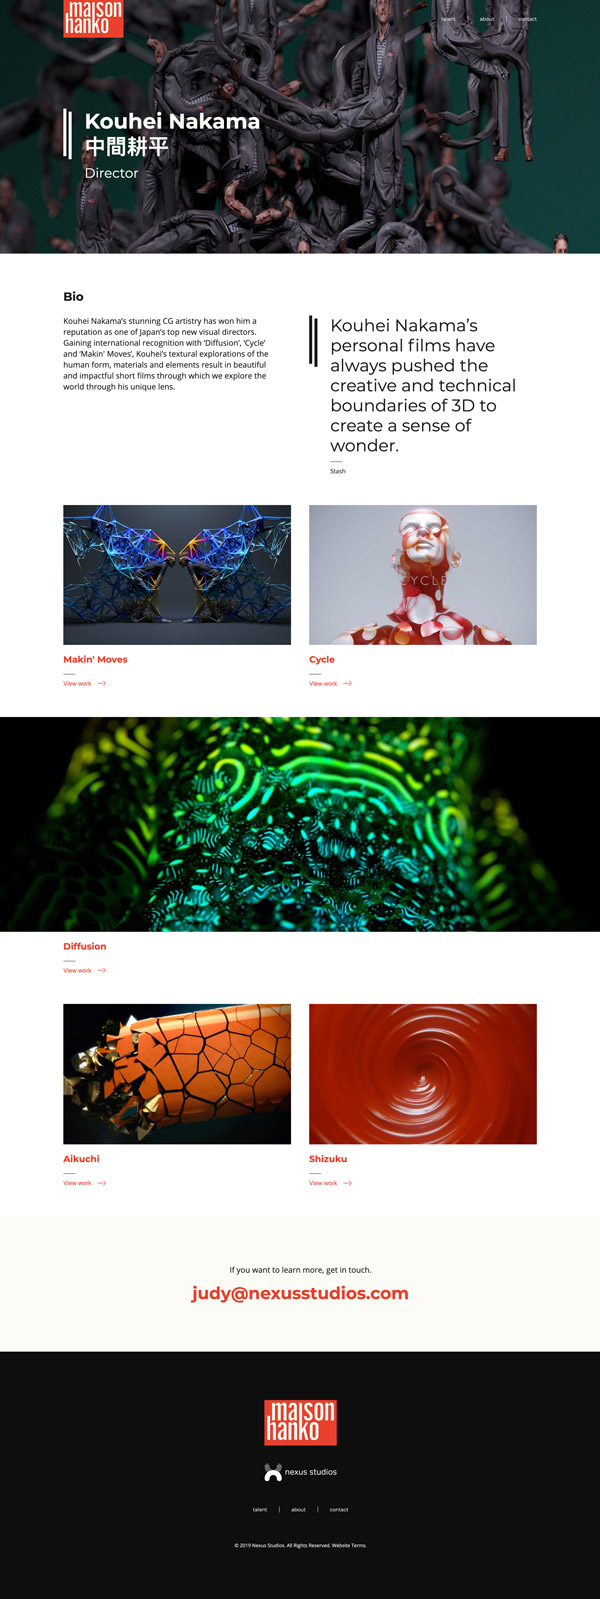 maison
hanko
talent
about
contact
Kouhei Nakama
中間耕平
Director
Bio
Kouhei Nakama's stunning CG artistry has won him a
reputation as one of Japan's top new visual directors.
Gaining international recognition with 'Diffusion', 'Cycle'
and 'Makin' Moves', Kouhei's textural explorations of the
human form, materials and elements result in beautiful
and impactful short films through which we explore the
world through his unique lens.
Kouhei Nakama's
personal films have
always pushed the
creative and technical
boundaries of 3D to
create a sense of
wonder.
Stash
CYCLE
Makin' Moves
View work
Cycle
View work
Diffusion
View work
Aikuchi
View work
Shizuku
View work
If you want to learn more, get in touch.
judy@nexusstudios.com
maison
hanko
nexus studios
talent
about
contact
© 2019 Nexus Studios. All Rights Reserved. Website Terms.